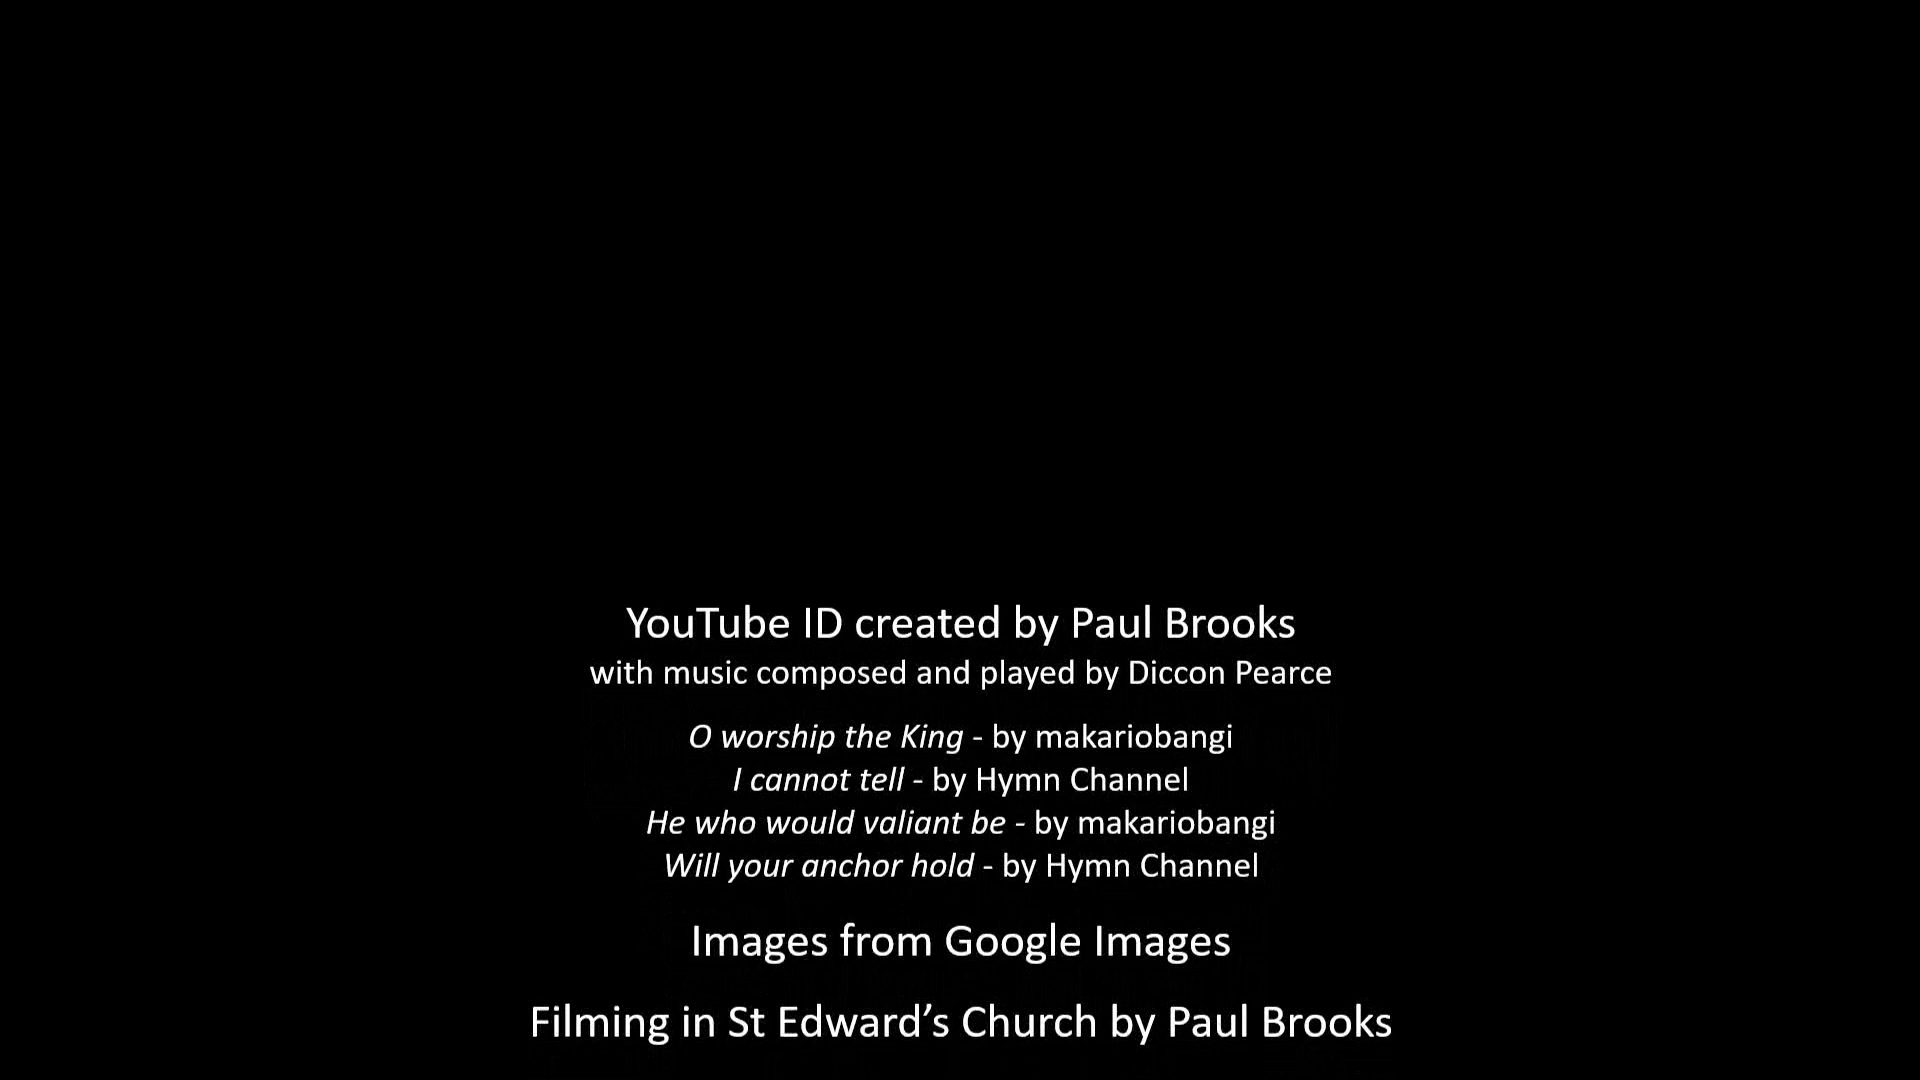 YouTube ID created by Paul Brooks
with music composed and played by Diccon Pearce
O worship the King - by makariobangi
I cannot tell - by Hymn Channel
He who would valiant be - by makariobangi
Will your anchor hold - by Hymn Channel
Images from Google Images
Filming in St Edward’s Church by Paul Brooks